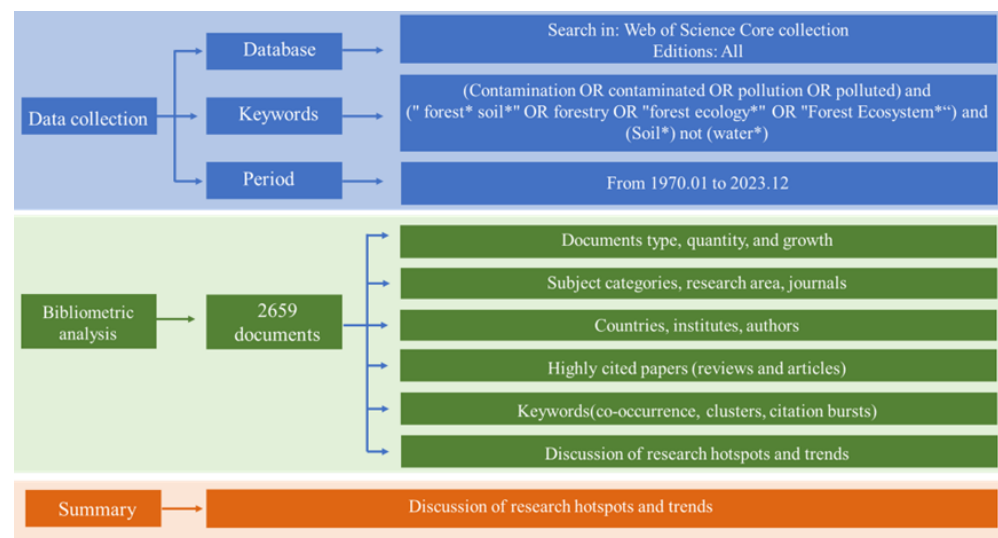 Data collection
Database
Search in: Web of Science Core collection
Editions: All
Keywords
(Contamination OR contaminated OR pollution OR polluted) and
(" forest* soil*" OR forestry OR "forest ecology*" OR "Forest Ecosystem*“) and
(Soil*) not (water*)
Period
From 1970.01 to 2023.12
Bibliometric
analysis
2659
documents
Documents type, quantity, and growth
Subject categories, research area, journals
Countries, institutes, authors
Highly cited papers (reviews and articles)
Keywords(co-occurrence, clusters, citation bursts)
Discussion of research hotspots and trends
Summary
Discussion of research hotspots and trends